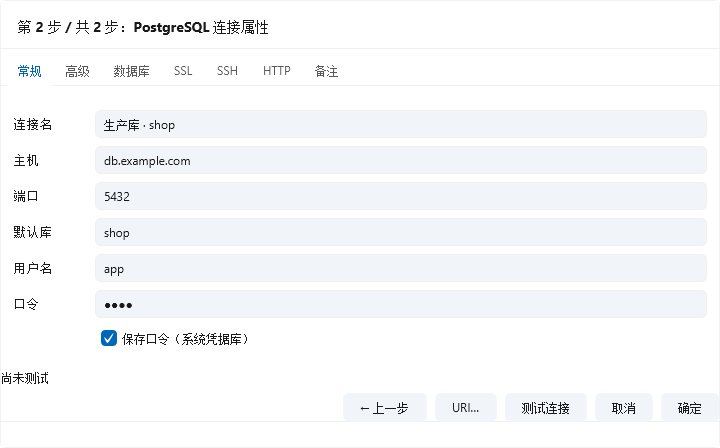 第 2 步 / 共 2 步：PostgreSQL 连接属性
常规 高级 数据库 SSL SSH HTTP 备注
连接名 生产库 · shop
主机 db.example.com
端口 5432
默认库 shop
用户名 app
口令 ●●●●
保存口令（系统凭据库）
尚未测试
←上一步 URI... 测试连接 取消 确定